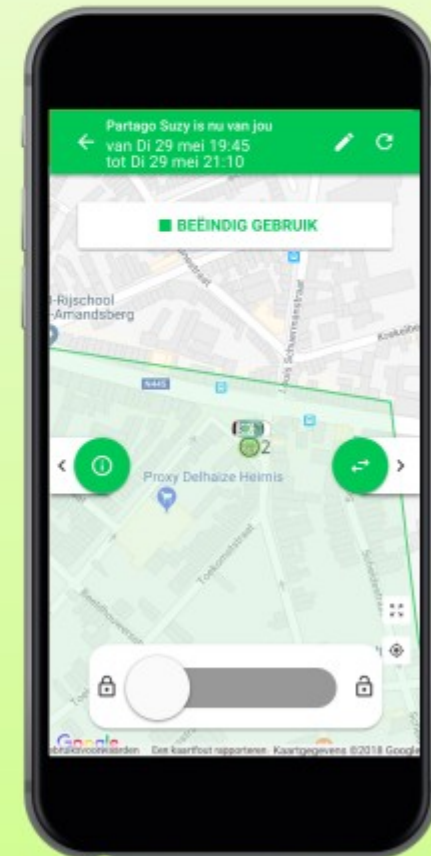 Partago Suzy is nu van jou
van Di 29 mei 19:45
tot Di 29 mei 21:10
BEËINDIG GEBRUIK
-Rijschool
-Amandsberg
Louis Schuermanstraat
N445
2
Proxy Delhaize Heirnis
Toekomststraat
Google
Een kaartfout rapporteren
Kaartgegevens ©2018 Google